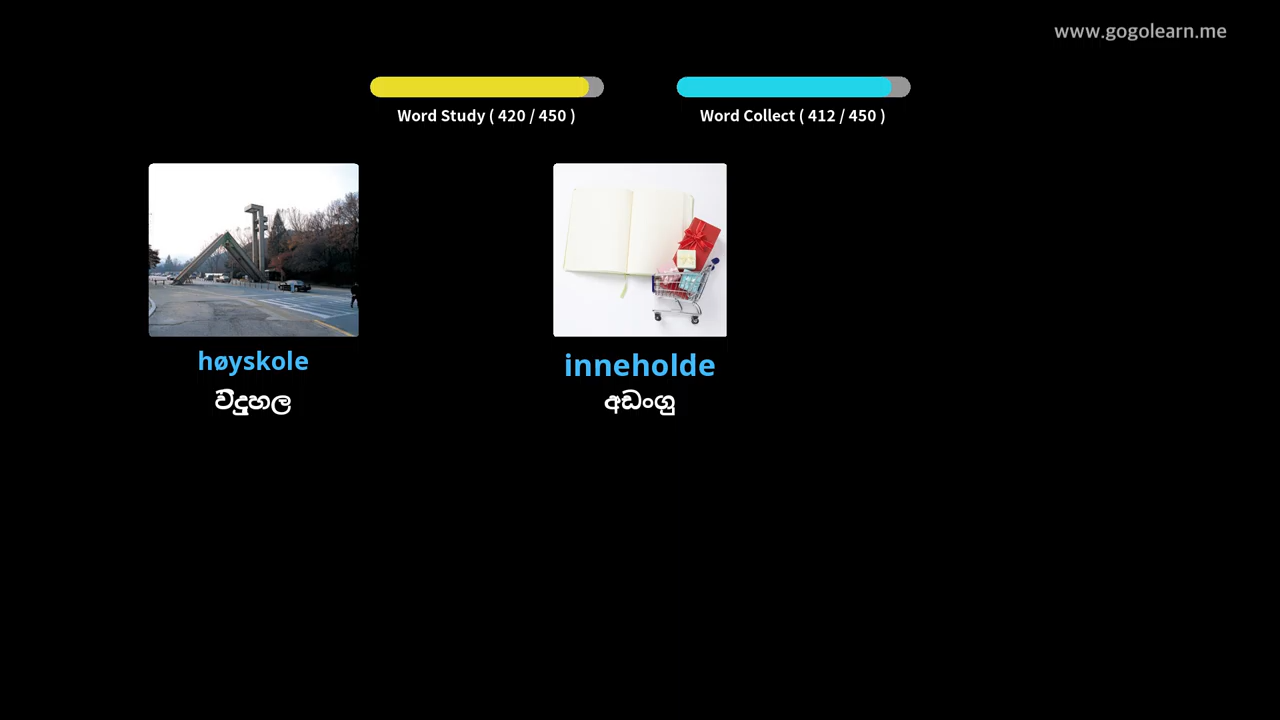 www.gogolearn.me
Word Study ( 420 / 450 )
Word Collect ( 412 / 450 )
høyskole
විදුහල
inneholde
අඩංගු